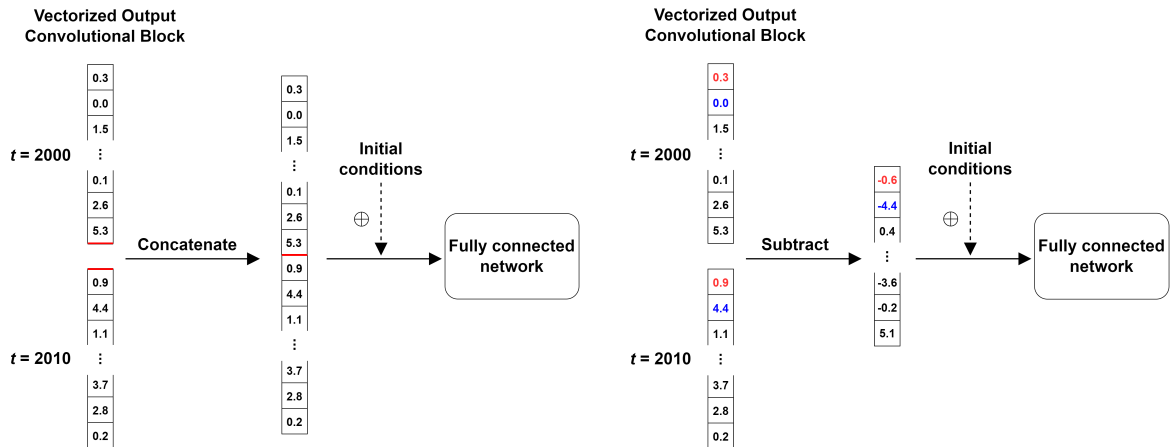 Vectorized Output
Convolutional Block
0.3
0.0
1.5
⋮
0.1
2.6
5.3
t = 2000
0.9
4.4
1.1
⋮
3.7
2.8
0.2
t = 2010
Concatenate
0.3
0.0
1.5
⋮
0.1
2.6
5.3
0.9
4.4
1.1
⋮
3.7
2.8
0.2
Initial
conditions
⊕
Fully connected
network
Vectorized Output
Convolutional Block
0.3
0.0
1.5
⋮
0.1
2.6
5.3
t = 2000
0.9
4.4
1.1
⋮
3.7
2.8
0.2
t = 2010
Subtract
-0.6
-4.4
0.4
⋮
-3.6
-0.2
5.1
Initial
conditions
⊕
Fully connected
network